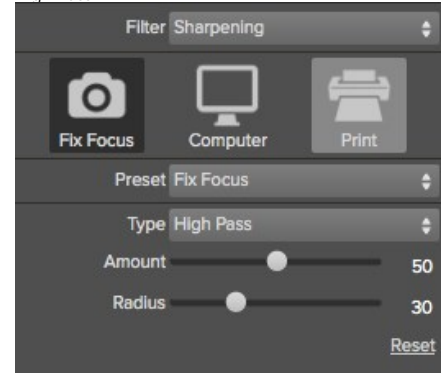 Filter Sharpening
Fix Focus Computer Print
Preset Fix Focus
Type High Pass
Amount 50
Radius 30
Reset